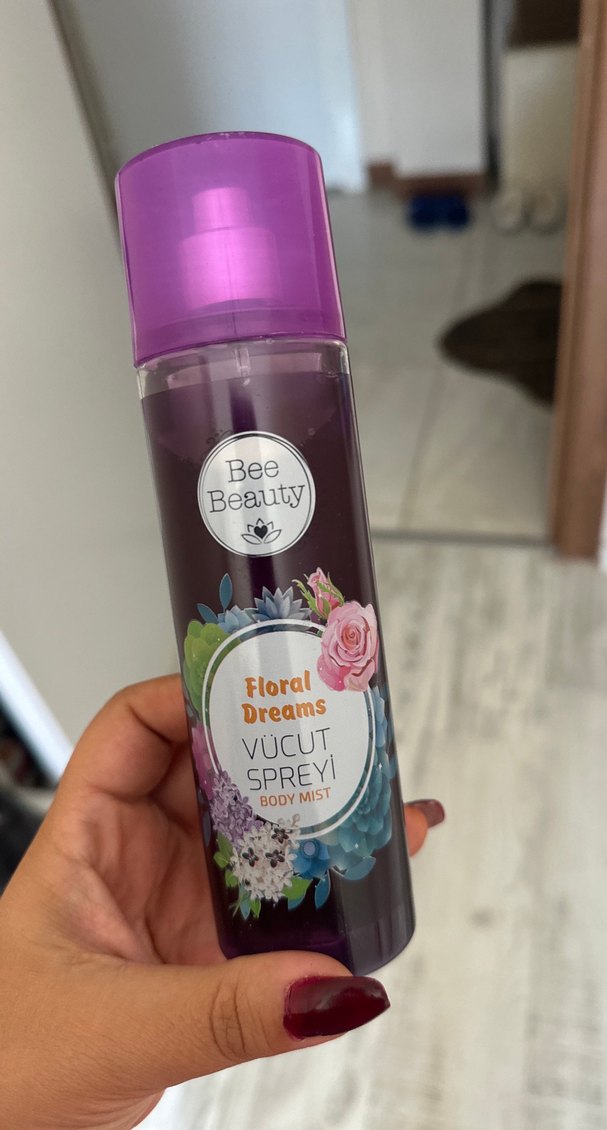 Bee
Beauty
Floral
Dreams
VÜCUT
SPREYİ
BODY MIST